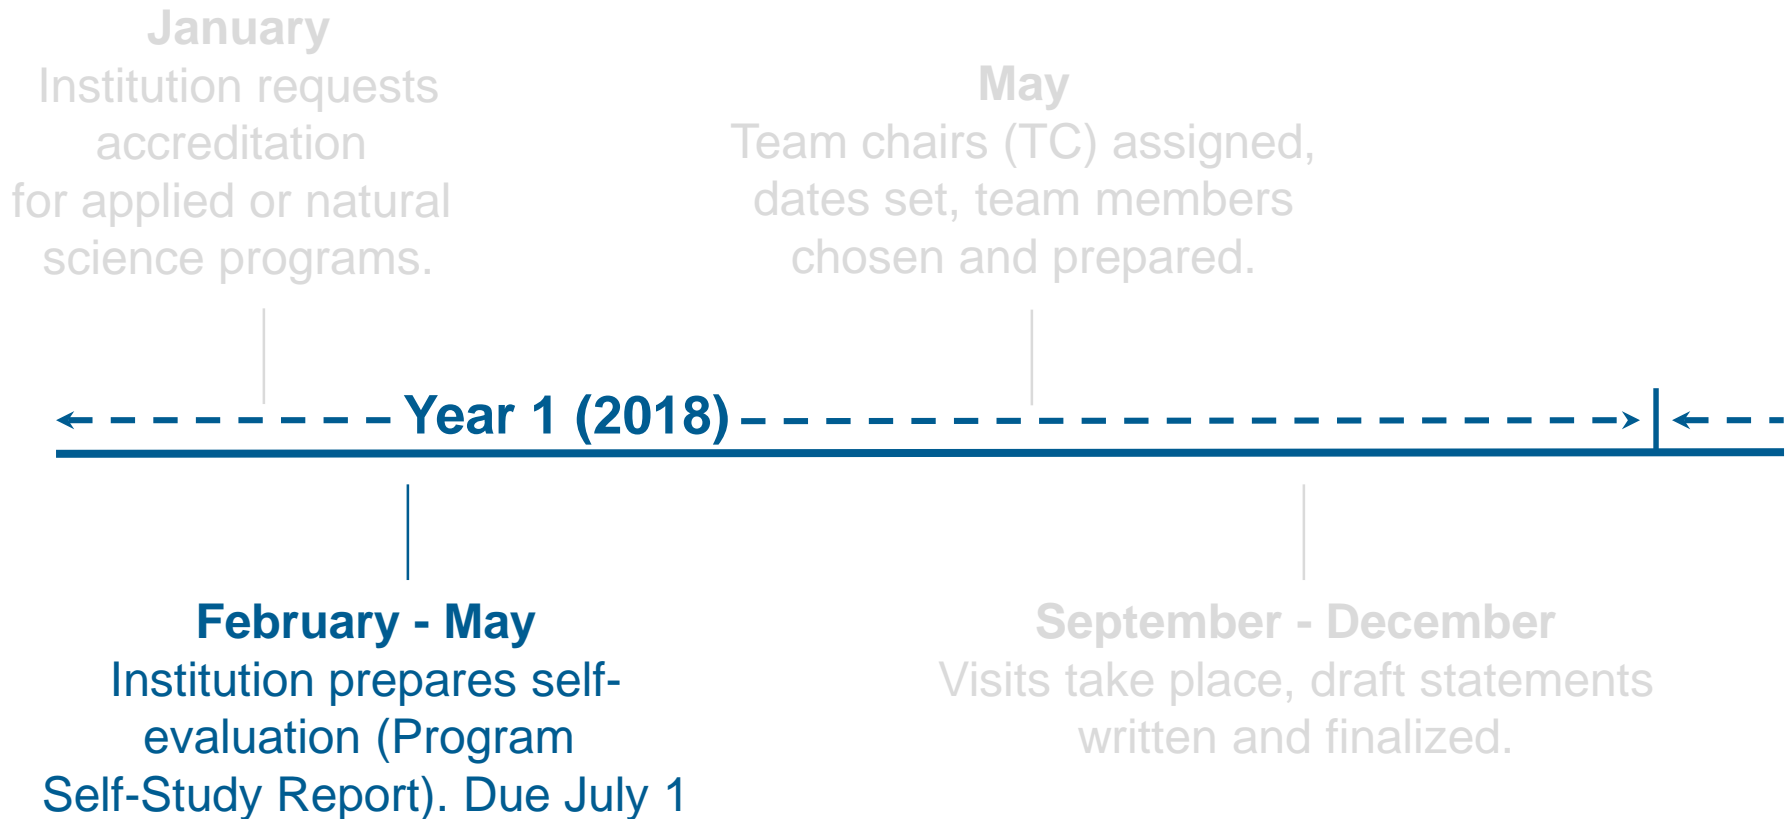 January
Institution requests
accreditation
for applied or natural
science programs.
May
Team chairs (TC) assigned,
dates set, team members
chosen and prepared.
Year 1 (2018)
February - May
Institution prepares self-
evaluation (Program
Self-Study Report). Due July 1
September - December
Visits take place, draft statements
written and finalized.